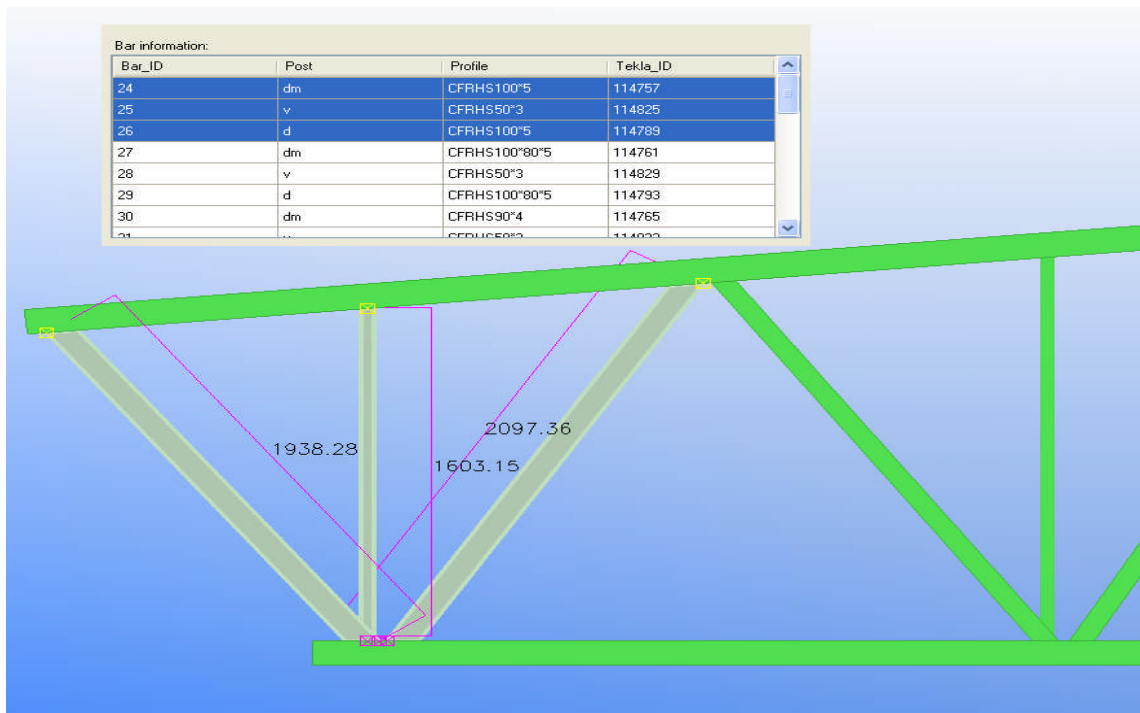 Bar information:
Bar_ID Post Profile Tekla_ID
24 dm CFRHS100*5 114757
25 v CFRHS50*3 114825
26 d CFRHS100*5 114789
27 dm CFRHS100*80*5 114761
28 v CFRHS50*3 114829
29 d CFRHS100*80*5 114793
30 dm CFRHS90*4 114765
2097.36
1938.28
1603.15